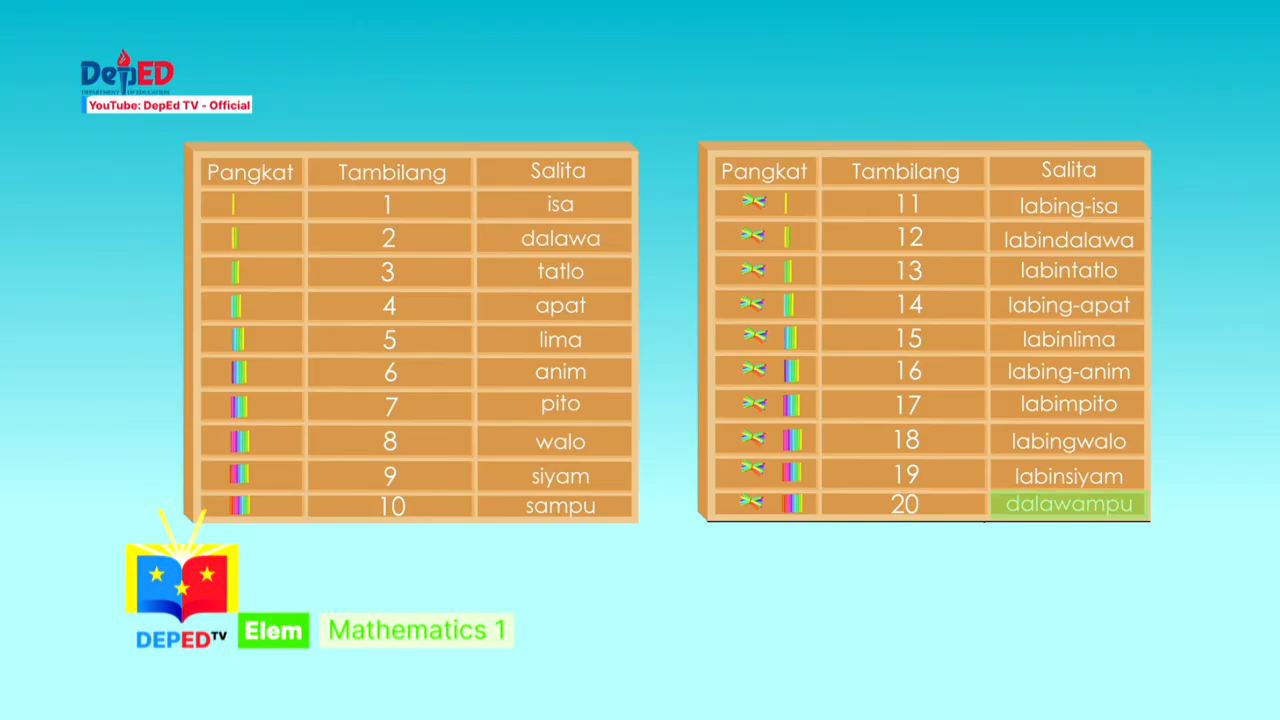 DepED
DEPARTMENT OF EDUCATION
YouTube: DepEd TV - Official
Pangkat Tambilang Salita
1 isa
2 dalawa
3 tatlo
4 apat
5 lima
6 anim
7 pito
8 walo
9 siyam
10 sampu
Pangkat Tambilang Salita
11 labing-isa
12 labindalawa
13 labintatlo
14 labing-apat
15 labinlima
16 labing-anim
17 labimpito
18 labingwalo
19 labinsiyam
20 dalawampu
DEPED TV
Elem Mathematics 1